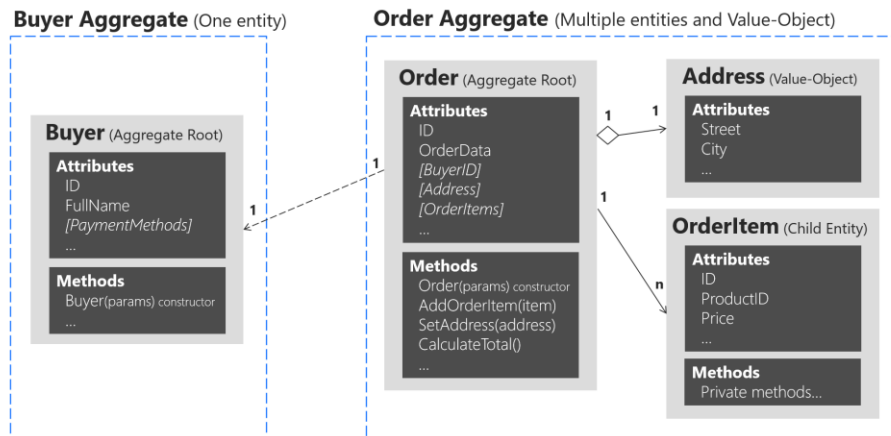 Buyer Aggregate (One entity)
Buyer (Aggregate Root)
Attributes
ID
FullName
[PaymentMethods]
...
Methods
Buyer(params) constructor
...
1
1
Order Aggregate (Multiple entities and Value-Object)
Order (Aggregate Root)
Attributes
ID
OrderData
[BuyerID]
[Address]
[OrderItems]
...
Methods
Order(params) constructor
AddOrderItem(item)
SetAddress(address)
CalculateTotal()
...
1
1
Address (Value-Object)
Attributes
Street
City
...
1
n
OrderItem (Child Entity)
Attributes
ID
ProductID
Price
...
Methods
Private methods...